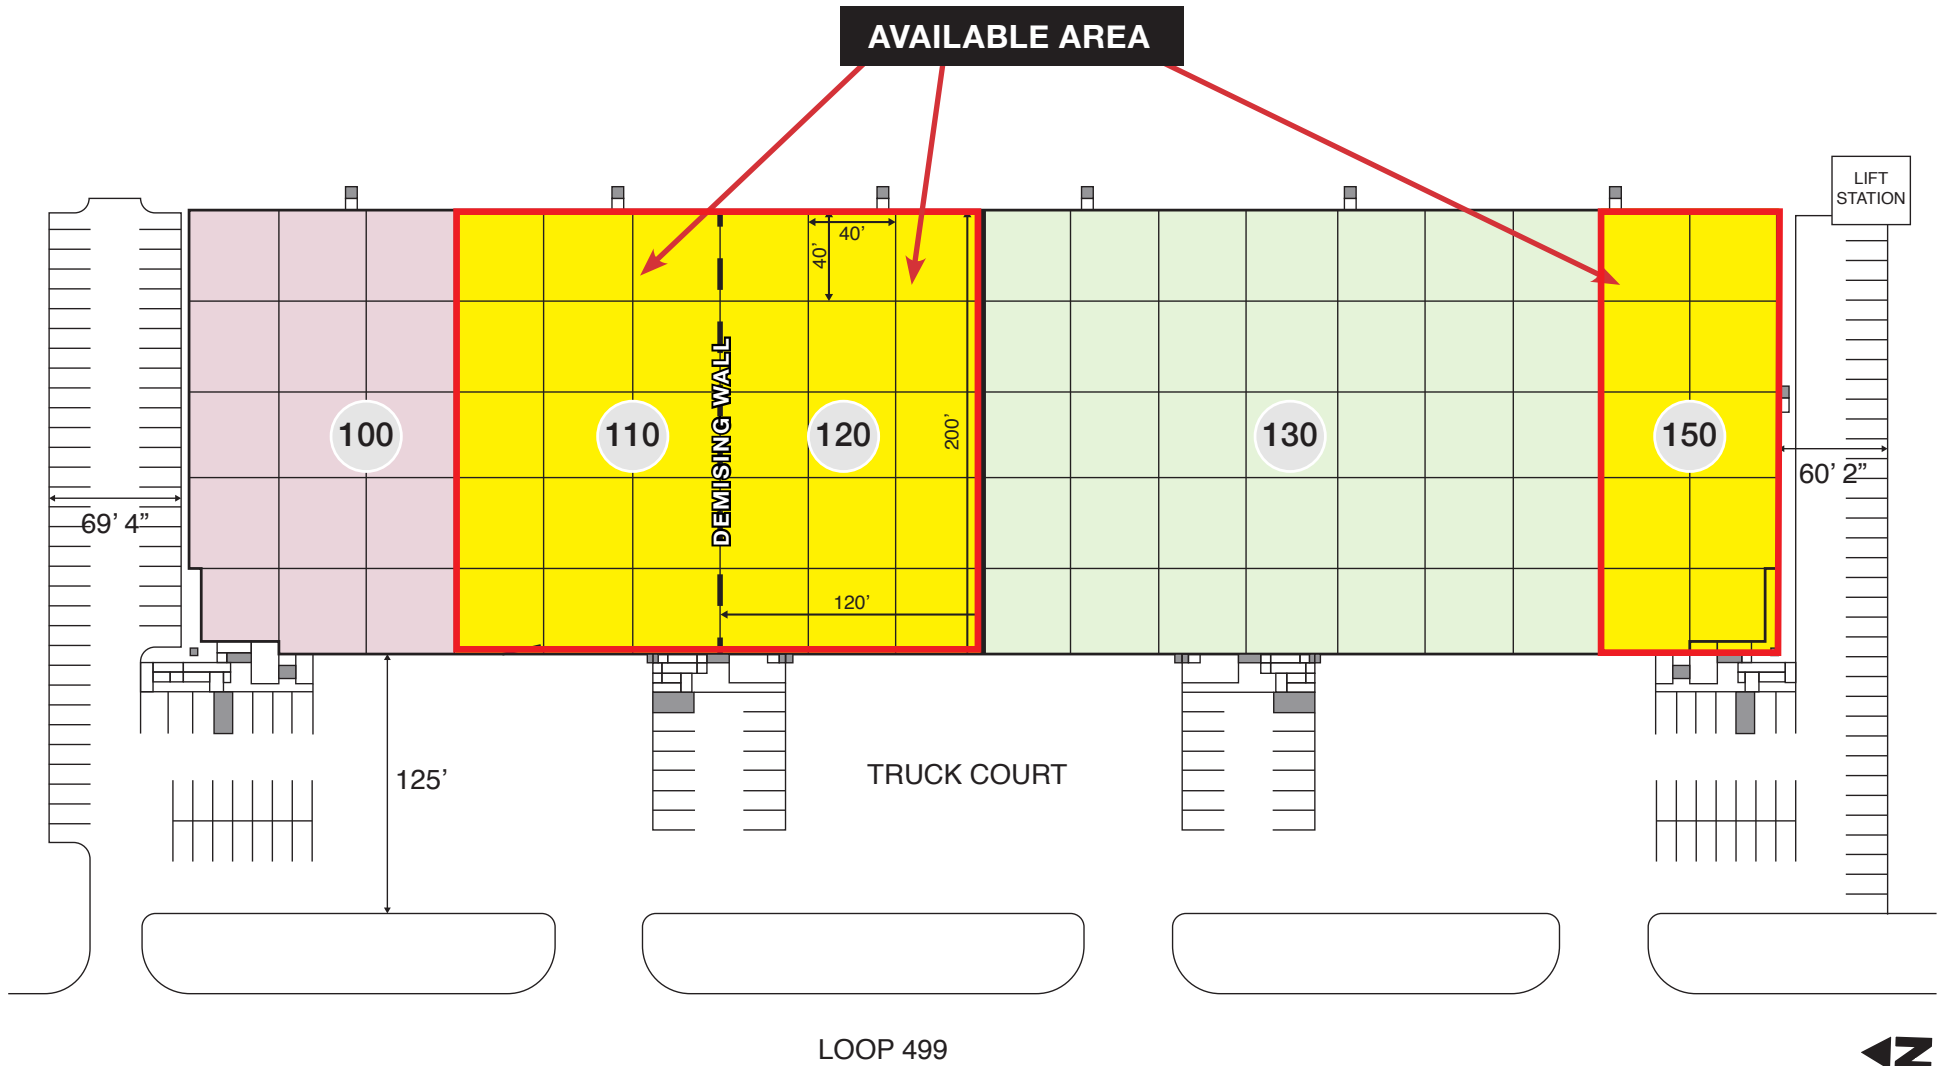 AVAILABLE AREA
LIFT
STATION
40’
40’
DEMISING WALL
100
110
120
200’
130
150
60’ 2”
69’ 4”
120’
125’
TRUCK COURT
LOOP 499
N